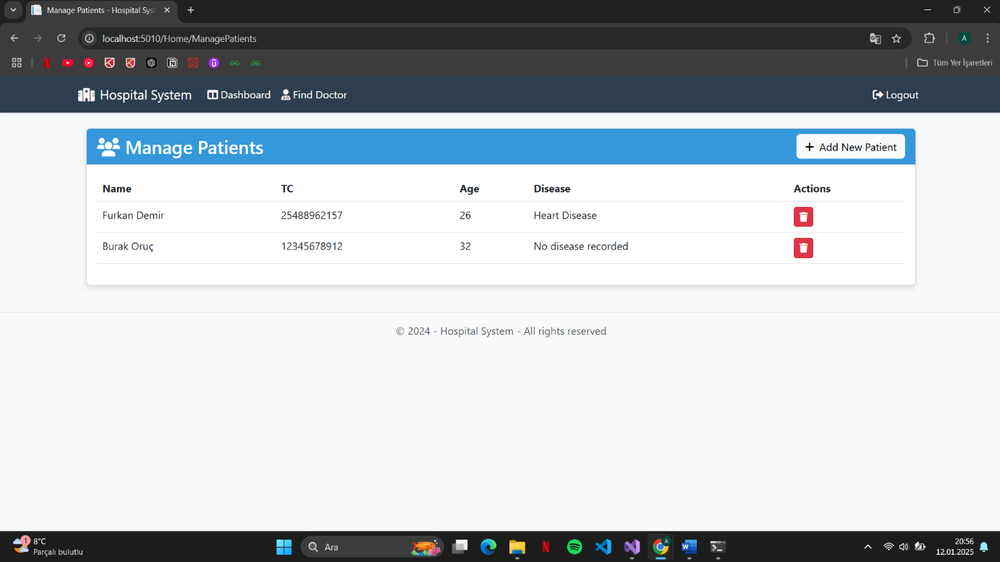 Manage Patients - Hospital Syst
localhost:5010/Home/ManagePatients
A
Tüm Yer İşaretleri
Hospital System
Dashboard
Find Doctor
Logout
Manage Patients
+ Add New Patient
Name TC Age Disease Actions
Furkan Demir 25488962157 26 Heart Disease
Burak Oruç 12345678912 32 No disease recorded
© 2024 - Hospital System - All rights reserved
1
8°C
Parçalı bulutlu
Ara
A
20:56
12.01.2025